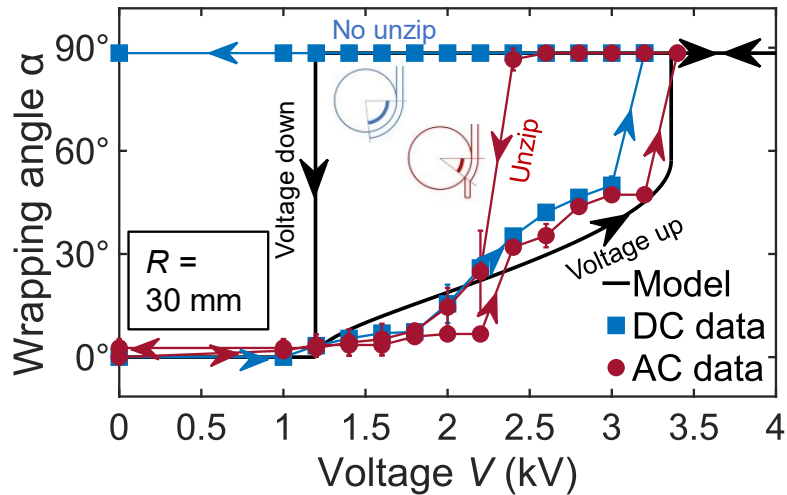 No unzip
90°
60°
30°
0°
Wrapping angle α
Voltage down
Unzip
Voltage up
R =
30 mm
Model
DC data
AC data
0
0.5
1
1.5
2
2.5
3
3.5
4
Voltage V (kV)